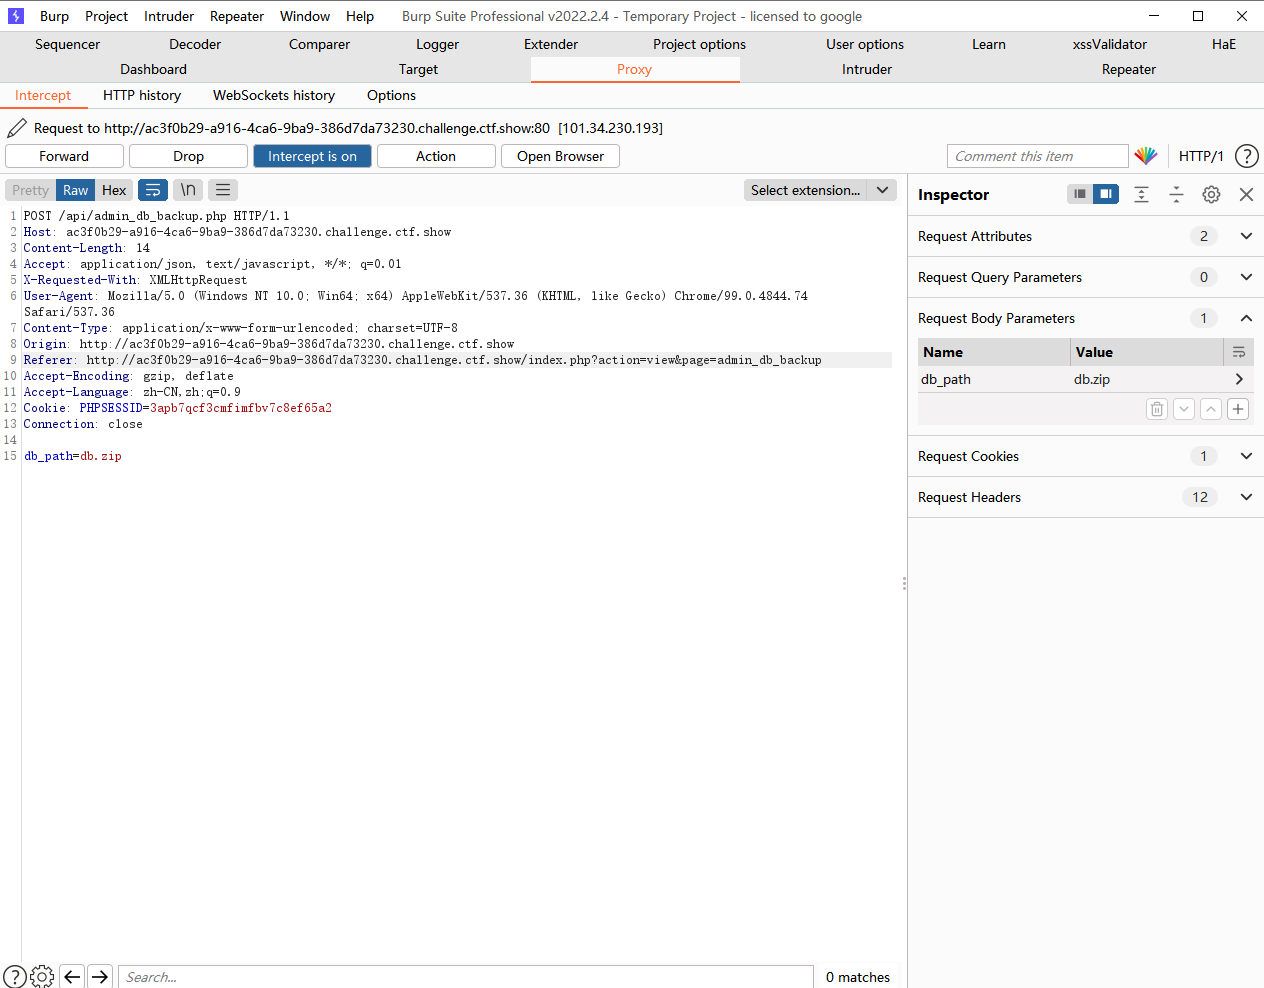 Burp Project Intruder Repeater Window Help Burp Suite Professional v2022.2.4 - Temporary Project - licensed to google
Sequencer Decoder Comparer Logger Extender Project options User options Learn xssValidator HaE
Dashboard Target Proxy Intruder Repeater
Intercept HTTP history WebSockets history Options
Request to http://ac3f0b29-a916-4ca6-9ba9-386d7da73230.challenge.ctf.show:80 [101.34.230.193]
Forward Drop Intercept is on Action Open Browser Comment this item HTTP/1 ?
Pretty Raw Hex \n Select extension...
Inspector
1 POST /api/admin_db_backup.php HTTP/1.1
2 Host: ac3f0b29-a916-4ca6-9ba9-386d7da73230.challenge.ctf.show
3 Content-Length: 14
4 Accept: application/json, text/javascript, */*; q=0.01
5 X-Requested-With: XMLHttpRequest
6 User-Agent: Mozilla/5.0 (Windows NT 10.0; Win64; x64) AppleWebKit/537.36 (KHTML, like Gecko) Chrome/99.0.4844.74
Safari/537.36
7 Content-Type: application/x-www-form-urlencoded; charset=UTF-8
8 Origin: http://ac3f0b29-a916-4ca6-9ba9-386d7da73230.challenge.ctf.show
9 Referer: http://ac3f0b29-a916-4ca6-9ba9-386d7da73230.challenge.ctf.show/index.php?action=view&page=admin_db_backup
10 Accept-Encoding: gzip, deflate
11 Accept-Language: zh-CN,zh;q=0.9
12 Cookie: PHPSESSID=3apb7qcf3cmfimfbv7c8ef65a2
13 Connection: close
14
15 db_path=db.zip
Request Attributes 2
Request Query Parameters 0
Request Body Parameters 1
Name Value
db_path db.zip
Request Cookies 1
Request Headers 12
? Search... 0 matches